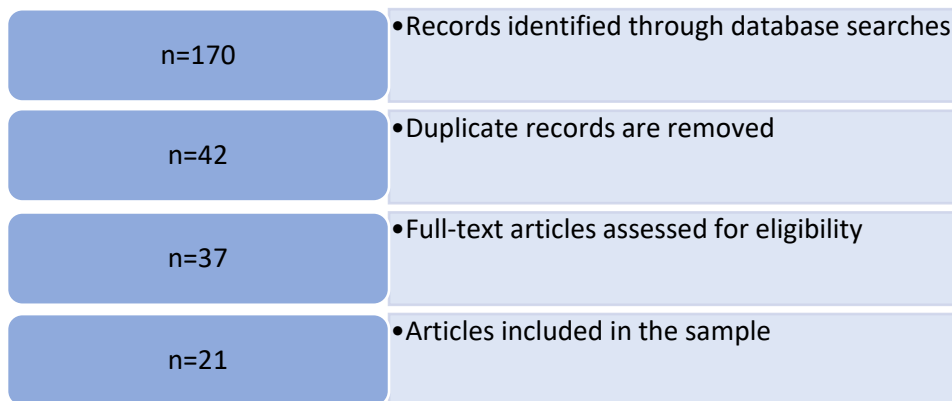 n=170
•Records identified through database searches
n=42
•Duplicate records are removed
n=37
•Full-text articles assessed for eligibility
n=21
•Articles included in the sample